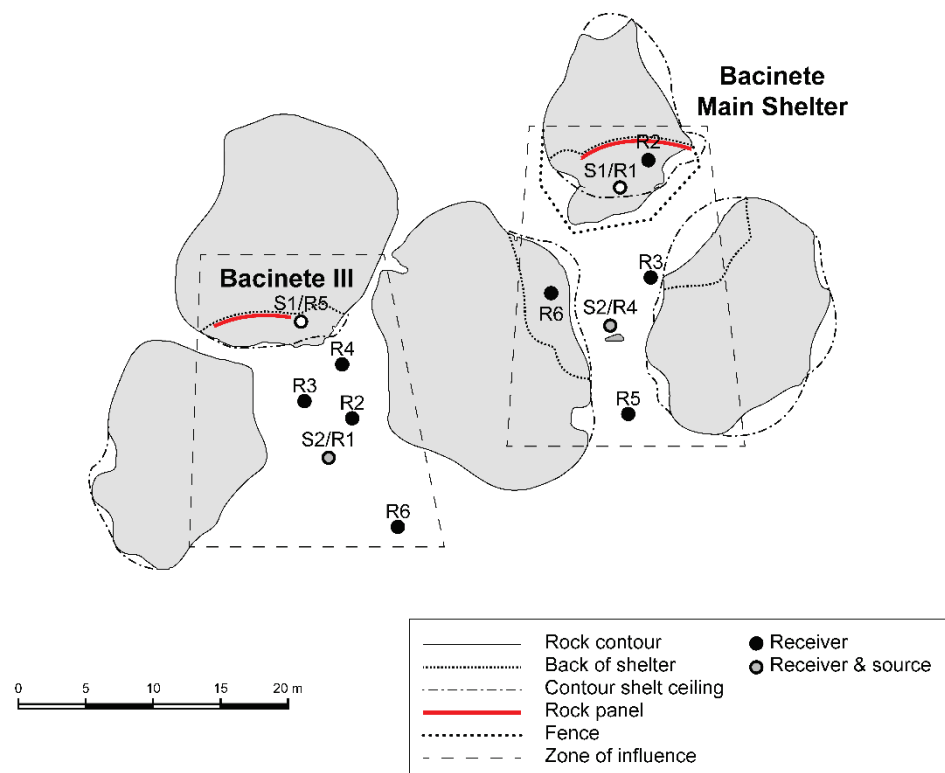 Bacinete
Main Shelter
R2
S1/R1
R3
R6
S2/R4
R5
Bacinete III
S1/R5
R4
R3
R2
S2/R1
R6
0 5 10 15 20 m
Rock contour
Back of shelter
Contour shelt ceiling
Rock panel
Fence
Zone of influence
Receiver
Receiver & source